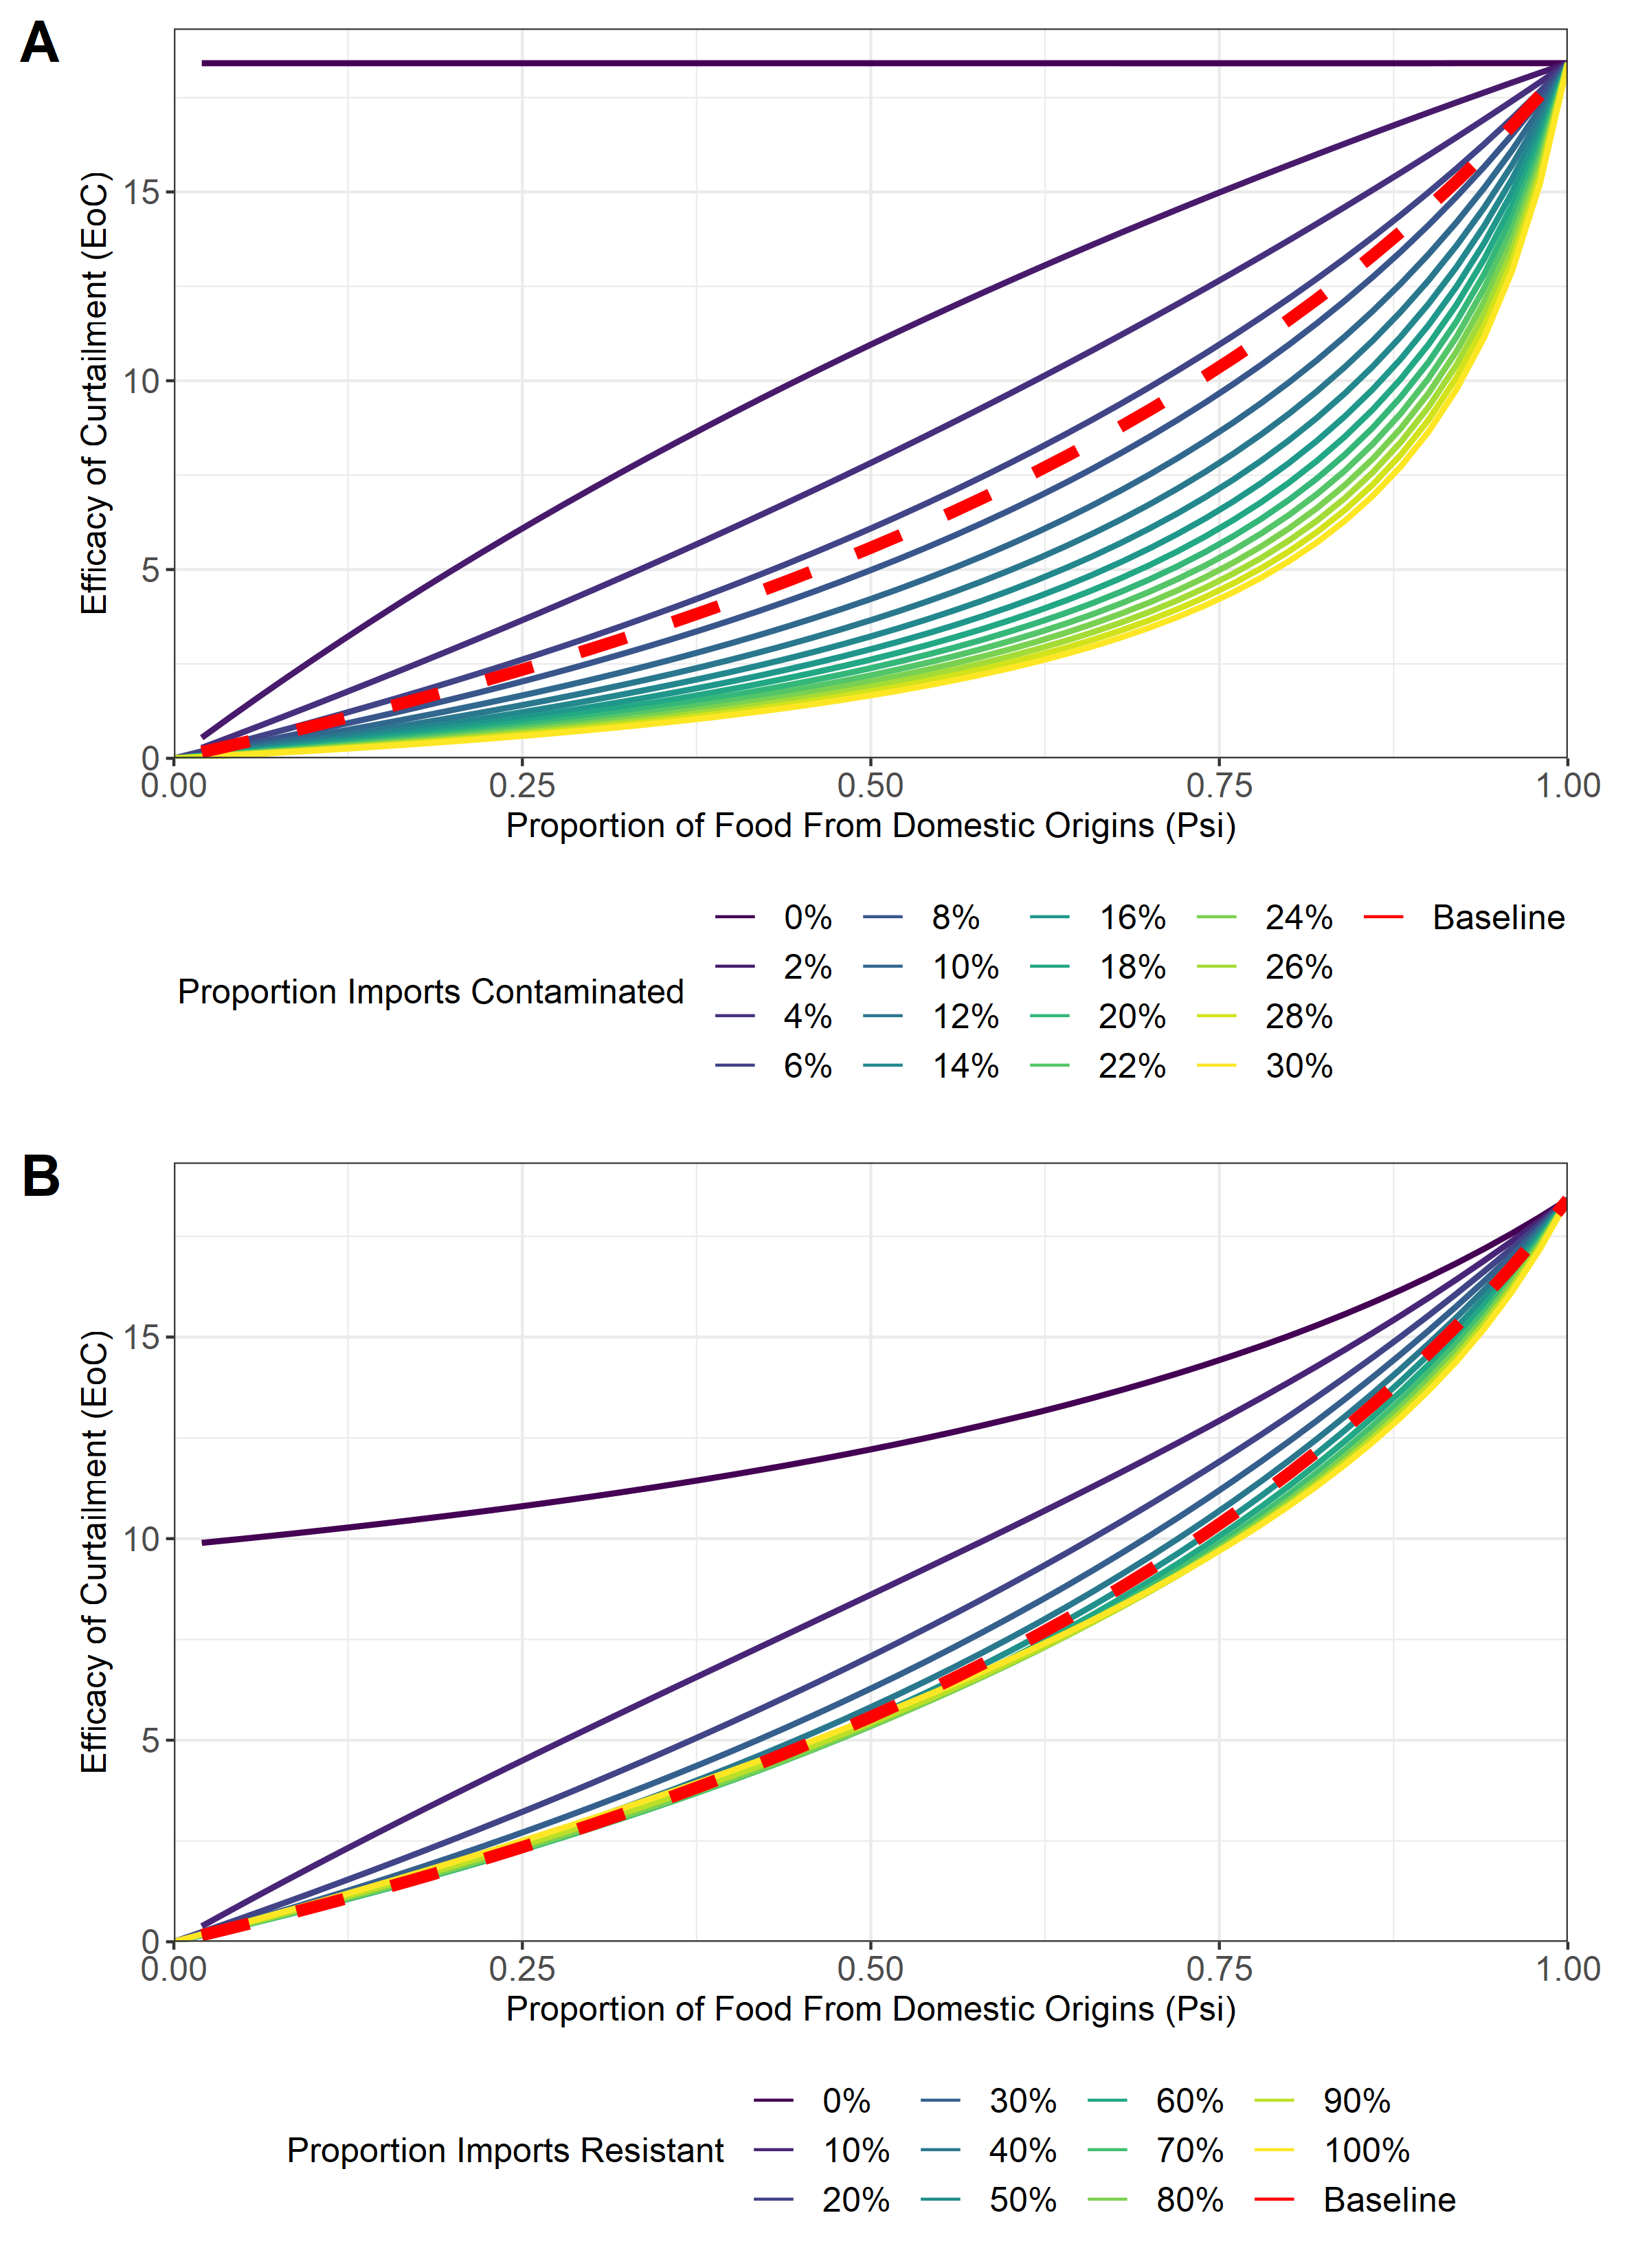 A
Efficacy of Curtailment (EoC)
15
10
5
0
0.00 0.25 0.50 0.75 1.00
Proportion of Food From Domestic Origins (Psi)
Proportion Imports Contaminated
0% 8% 16% 24% Baseline
2% 10% 18% 26%
4% 12% 20% 28%
6% 14% 22% 30%
B
Efficacy of Curtailment (EoC)
15
10
5
0
0.00 0.25 0.50 0.75 1.00
Proportion of Food From Domestic Origins (Psi)
Proportion Imports Resistant
0% 30% 60% 90%
10% 40% 70% 100%
20% 50% 80% Baseline